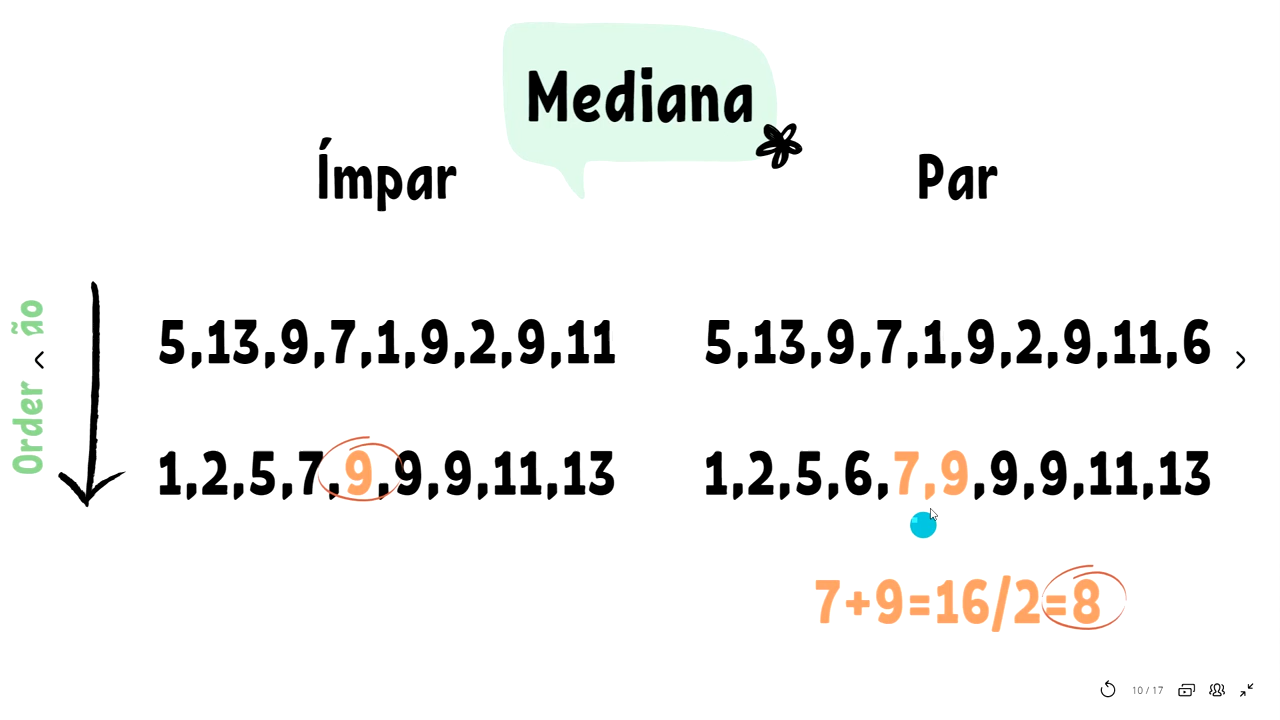 Mediana
Ímpar
Par
5,13,9,7,1,9,2,9,11
5,13,9,7,1,9,2,9,11,6
1,2,5,7,9,9,9,11,13
1,2,5,6,7,9,9,9,11,13
7+9=16/2=8
10 / 17